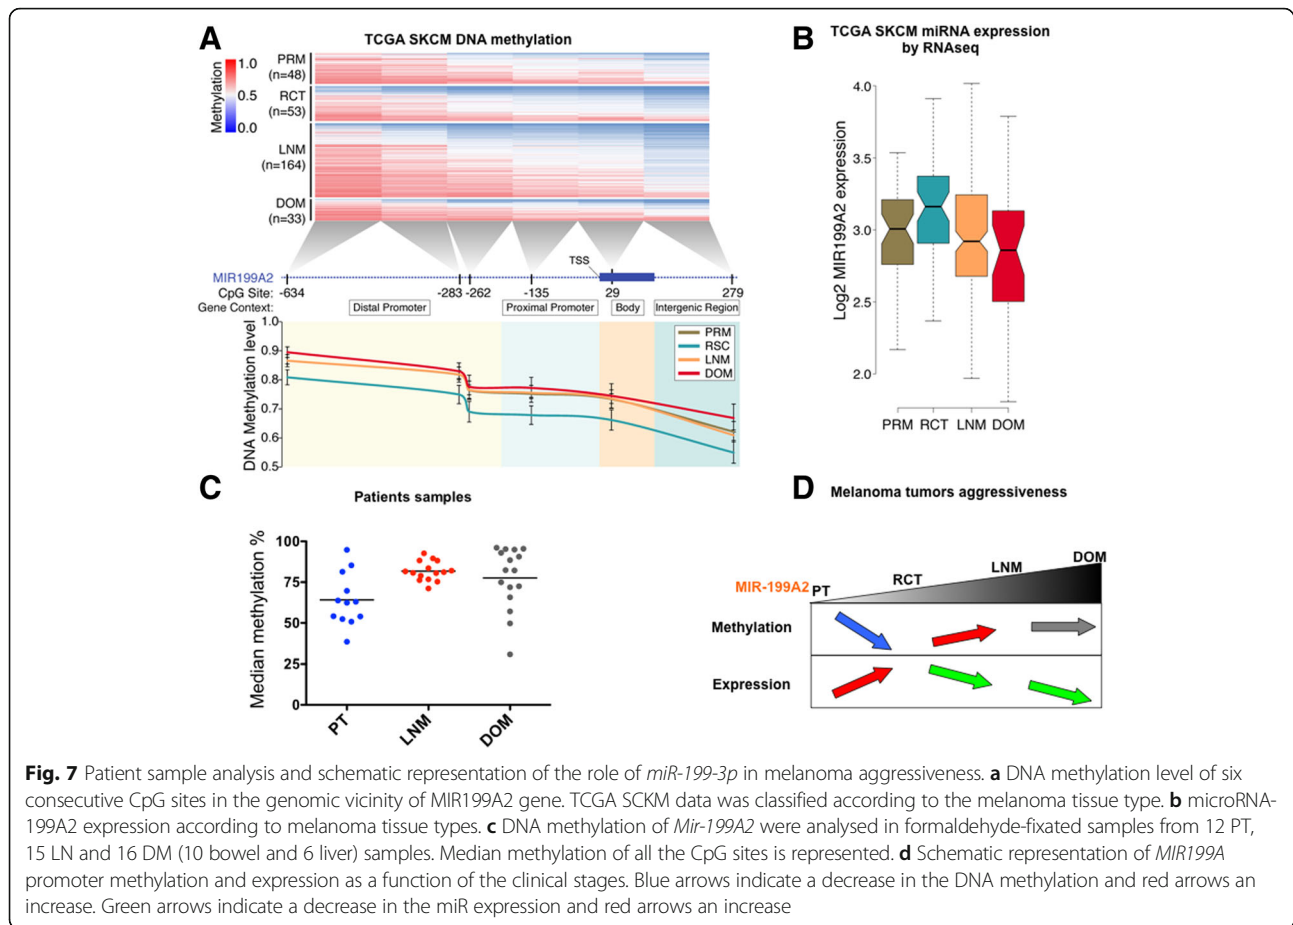 A
TCGA SKCM DNA methylation
Methylation
1.0
0.5
0.0
PRM
(n=48)
RCT
(n=53)
LNM
(n=164)
DOM
(n=33)
TSS
MIR199A2
CpG Site:
-634
-283
-262
-135
29
279
Gene Context:
Distal Promoter
Proximal Promoter
Body
Intergenic Region
DNA Methylation level
1.0
0.9
0.8
0.7
0.6
0.5
PRM
RSC
LNM
DOM
B
TCGA SKCM miRNA expression
by RNAseq
Log2 MIR199A2 expression
4.0
3.5
3.0
2.5
2.0
PRM RCT LNM DOM
C
Patients samples
Median methylation %
100
75
50
25
0
PT
LNM
DOM
D
Melanoma tumors aggressiveness
MIR-199A2
PT
RCT
LNM
DOM
Methylation
Expression
Fig. 7 Patient sample analysis and schematic representation of the role of miR-199-3p in melanoma aggressiveness. a DNA methylation level of six
consecutive CpG sites in the genomic vicinity of MIR199A2 gene. TCGA SCKM data was classified according to the melanoma tissue type. b microRNA-
199A2 expression according to melanoma tissue types. c DNA methylation of Mir-199A2 were analysed in formaldehyde-fixated samples from 12 PT,
15 LN and 16 DM (10 bowel and 6 liver) samples. Median methylation of all the CpG sites is represented. d Schematic representation of MIR199A
promoter methylation and expression as a function of the clinical stages. Blue arrows indicate a decrease in the DNA methylation and red arrows an
increase. Green arrows indicate a decrease in the miR expression and red arrows an increase